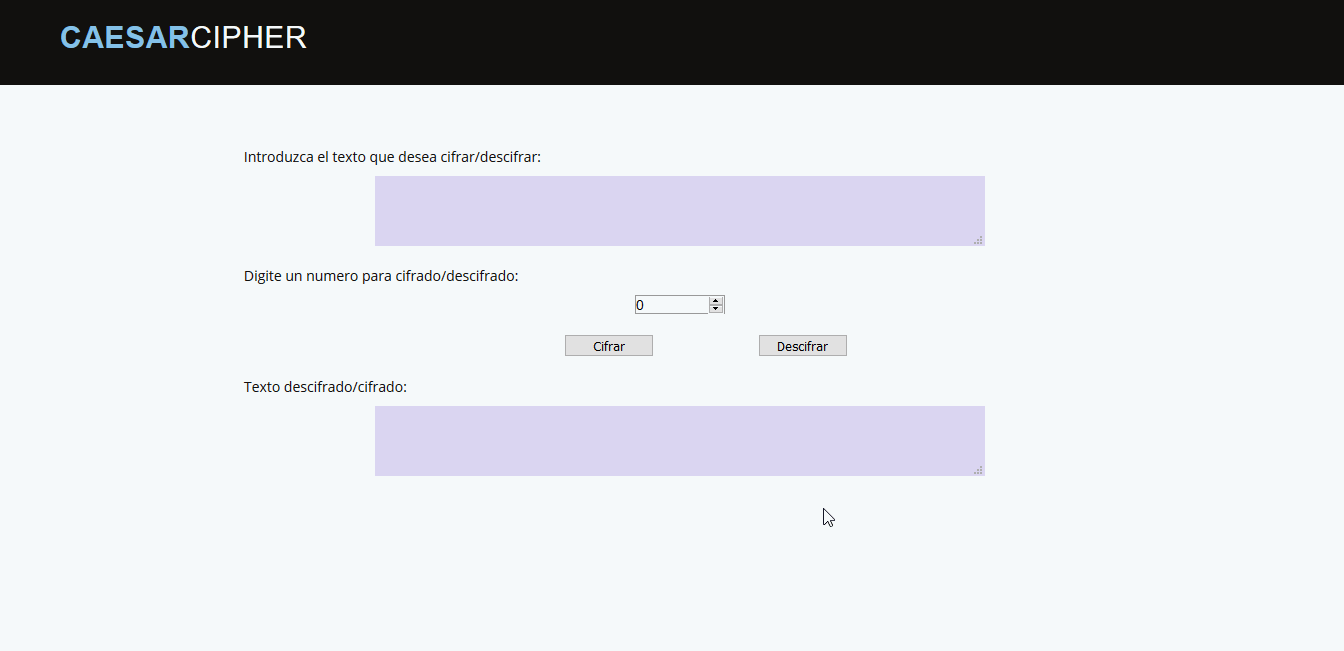 CAESARCIPHER
Introduzca el texto que desea cifrar/descifrar:
Digite un numero para cifrado/descifrado:
0
Cifrar Descifrar
Texto descifrado/cifrado: